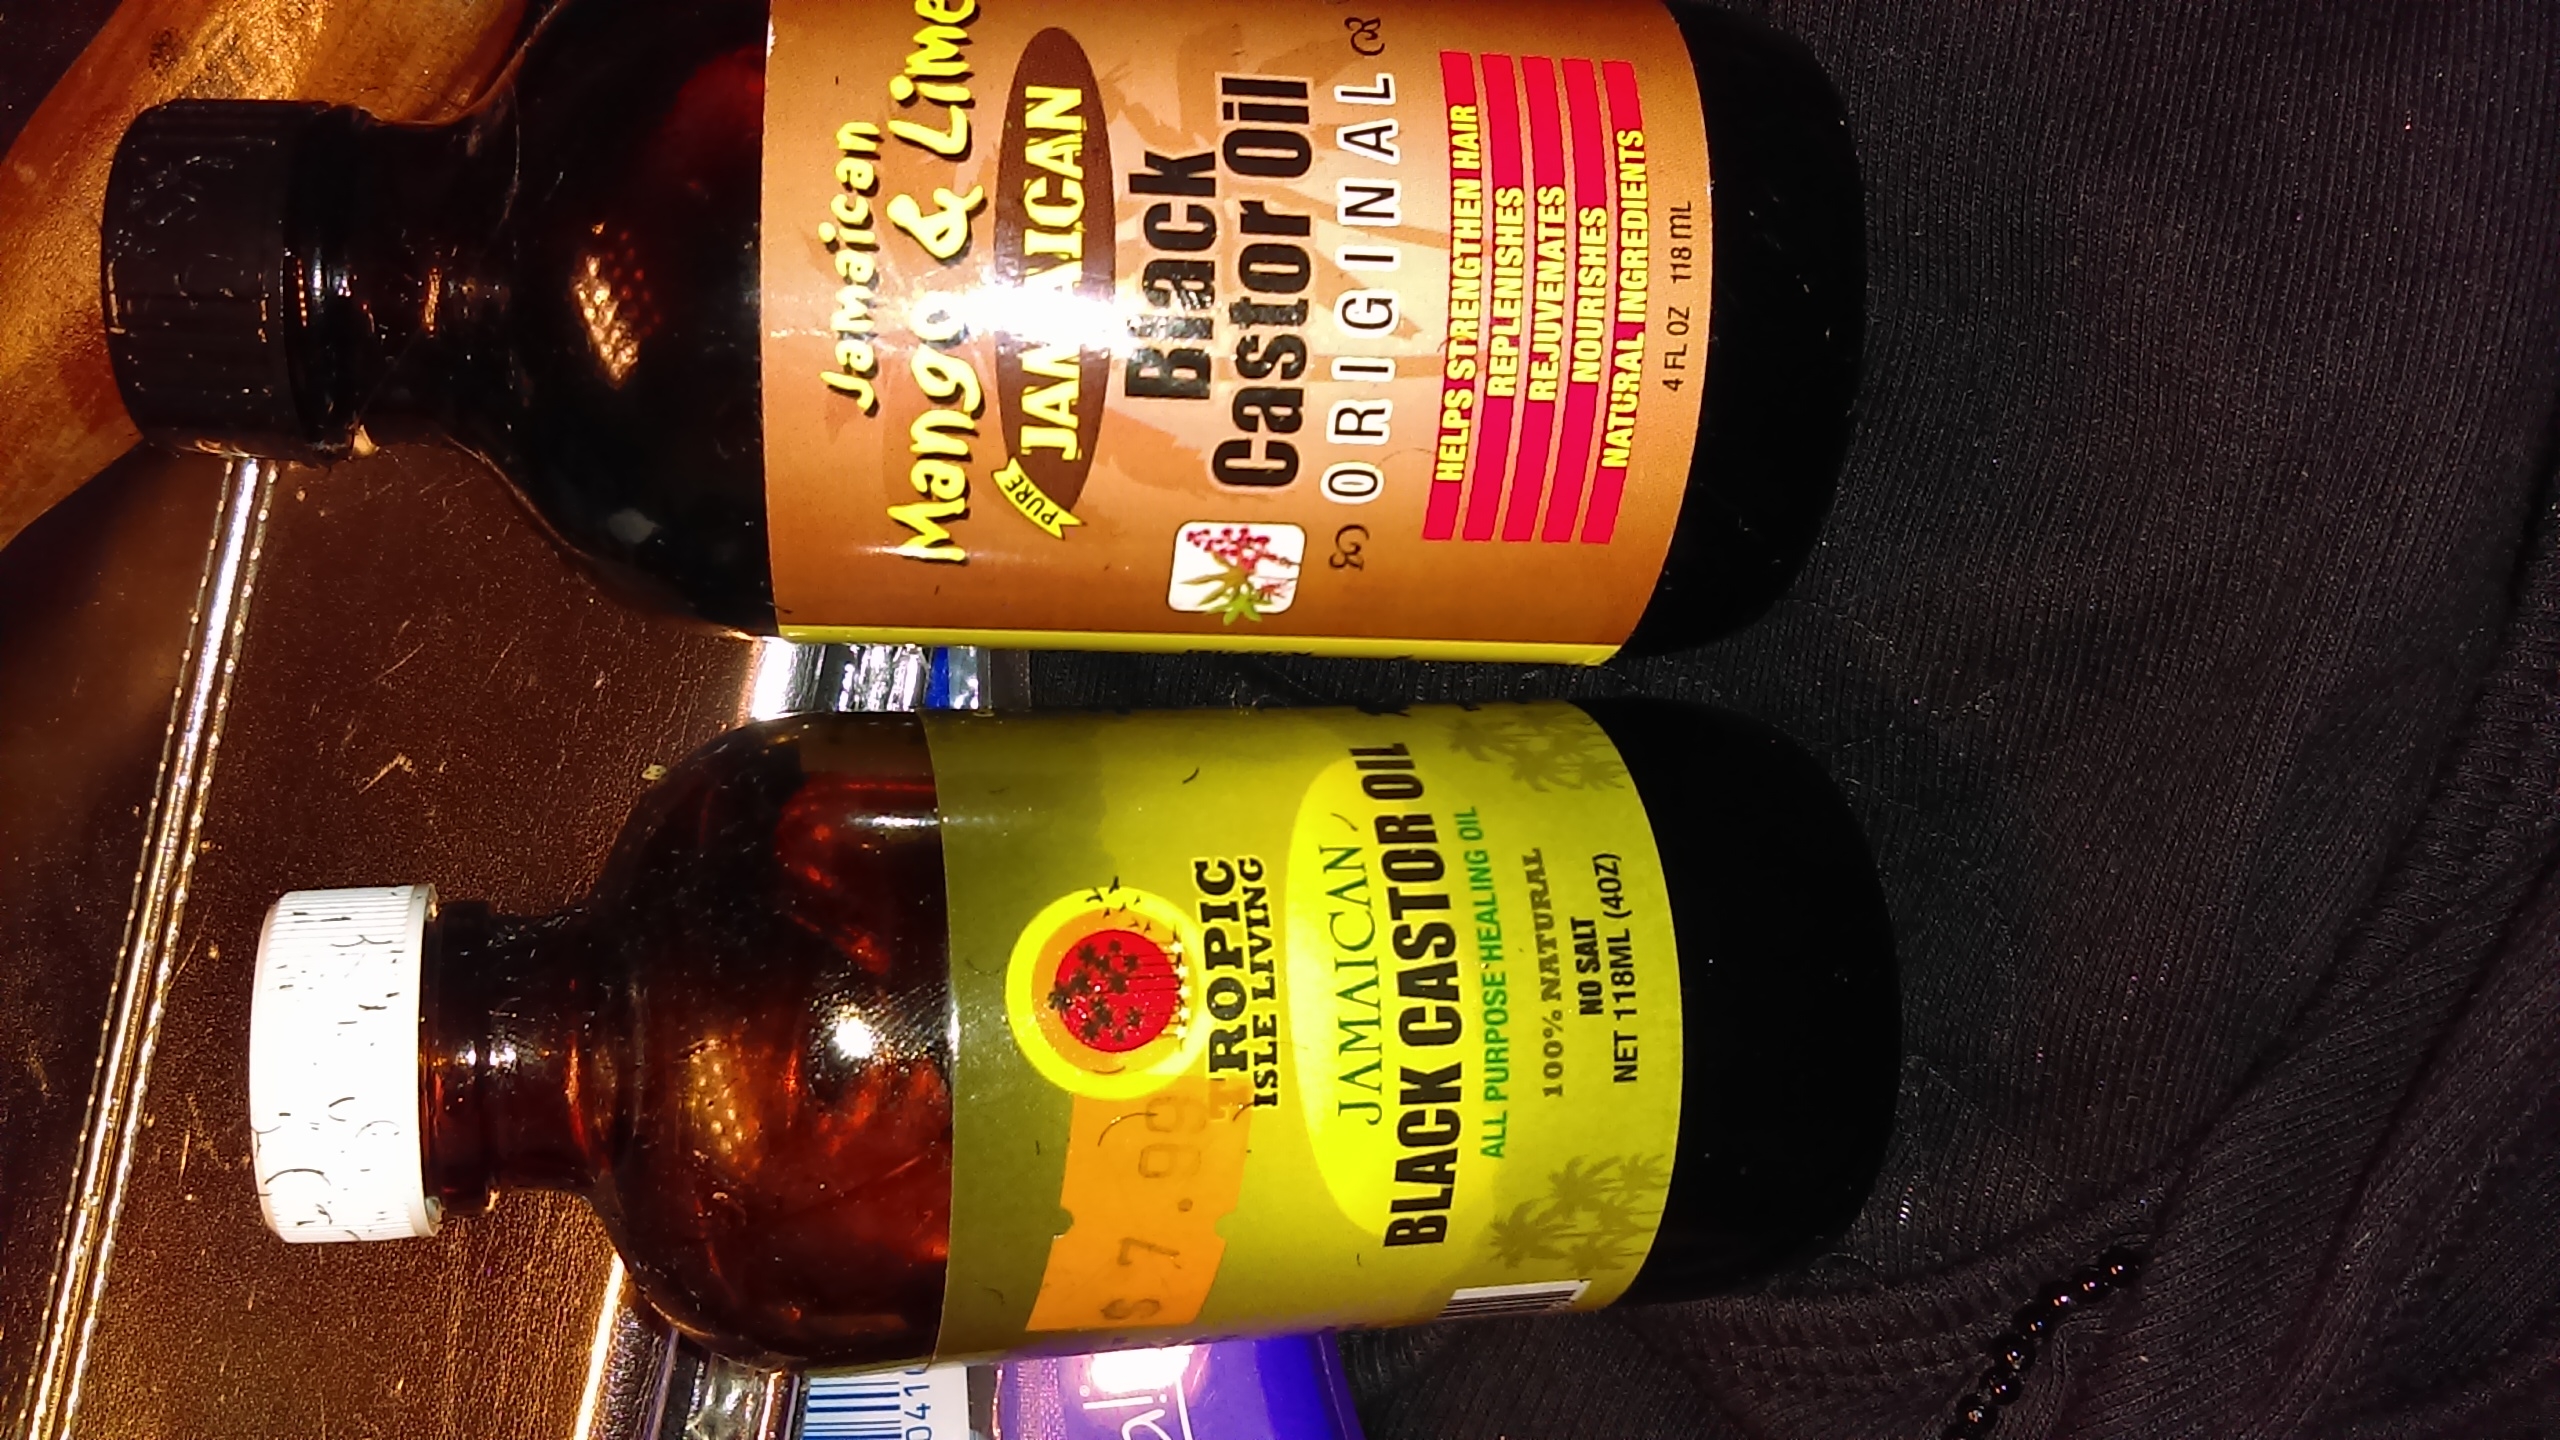 Jamaican
Mango & Lime
PURE
JAMAICAN
Black
Castor Oil
ORIGINAL
HELPS STRENGTHEN HAIR
REPLENISHES
REJUVENATES
NOURISHES
NATURAL INGREDIENTS
4 FL OZ 118 mL
TROPIC
ISLE LIVING
$7.99
JAMAICAN
BLACK CASTOR OIL
ALL PURPOSE HEALING OIL
100% NATURAL
NO SALT
NET 118ML (4OZ)